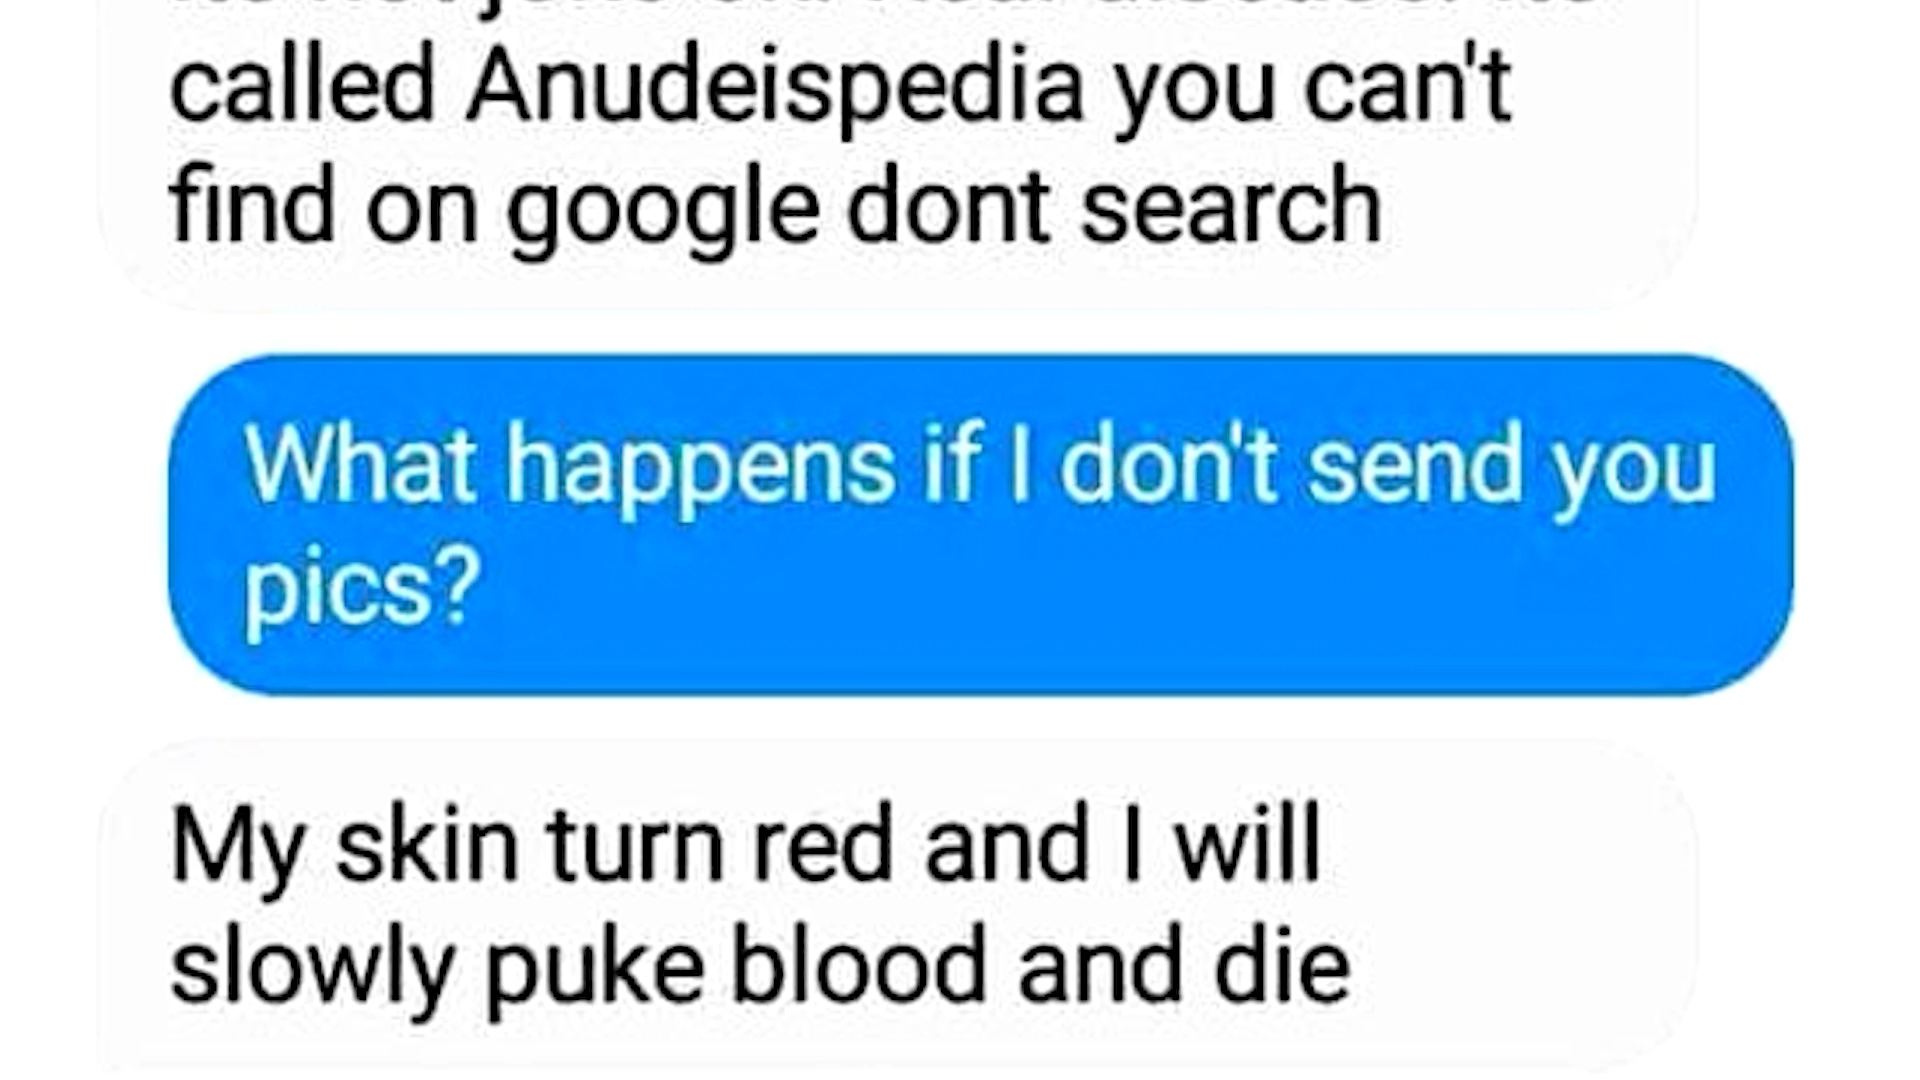 called Anudeispedia you can't
find on google dont search
What happens if I don't send you
pics?
My skin turn red and I will
slowly puke blood and die